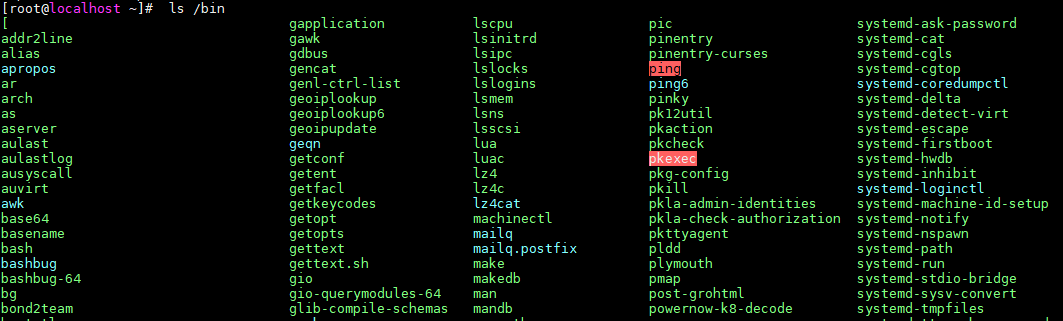 [root@localhost ~]#  ls /bin
[ gapplication lscpu pic systemd-ask-password
addr2line gawk lsinitrd pinentry systemd-cat
alias gdbus lsipc pinentry-curses systemd-cgls
apropos gencat lslocks ping systemd-cgtop
ar genl-ctrl-list lslogins ping6 systemd-coredumpctl
arch geoiplookup lsmem pinky systemd-delta
as geoiplookup6 lsns pk12util systemd-detect-virt
aserver geoipupdate lsscsi pkaction systemd-escape
aulast geqn lua pkcheck systemd-firstboot
aulastlog getconf luac pkexec systemd-hwdb
ausyscall getent lz4 pkg-config systemd-inhibit
auvirt getfacl lz4c pkill systemd-loginctl
awk getkeycodes lz4cat pkla-admin-identities systemd-machine-id-setup
base64 getopt machinectl pkla-check-authorization systemd-notify
basename getopts mailq pkttyagent systemd-nspawn
bash gettext mailq.postfix pldd systemd-path
bashbug gettext.sh make plymouth systemd-run
bashbug-64 gio makedb pmap systemd-stdio-bridge
bg gio-querymodules-64 man post-grohtml systemd-sysv-convert
bond2team glib-compile-schemas mandb powernow-k8-decode systemd-tmpfiles